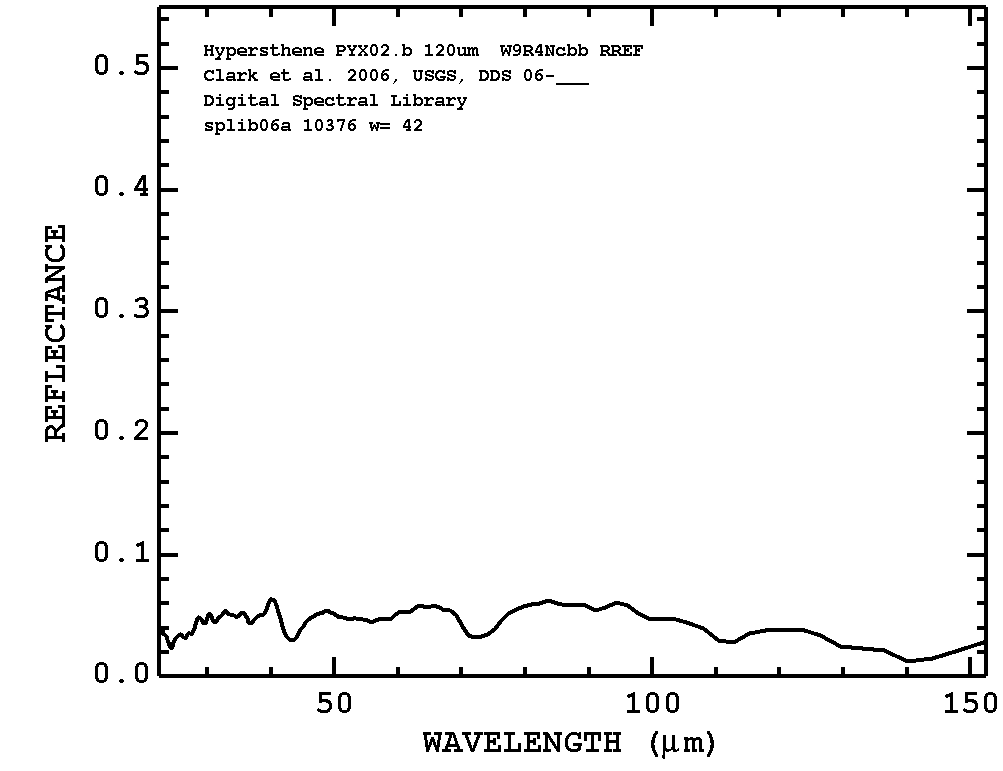 Hypersthene PYX02.b 120um  W9R4Ncbb RREF
Clark et al. 2006, USGS, DDS 06-___
Digital Spectral Library
splib06a 10376 w= 42
REFLECTANCE
0.5
0.4
0.3
0.2
0.1
0.0
50
100
150
WAVELENGTH (μm)